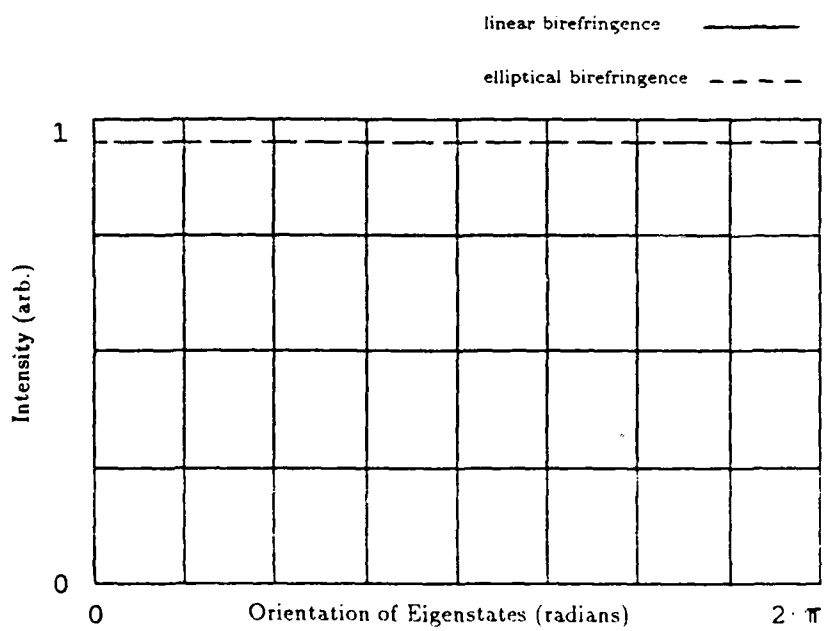 linear birefringence
elliptical birefringence
1
Intensity (arb.)
0
0 Orientation of Eigenstates (radians) 2·π